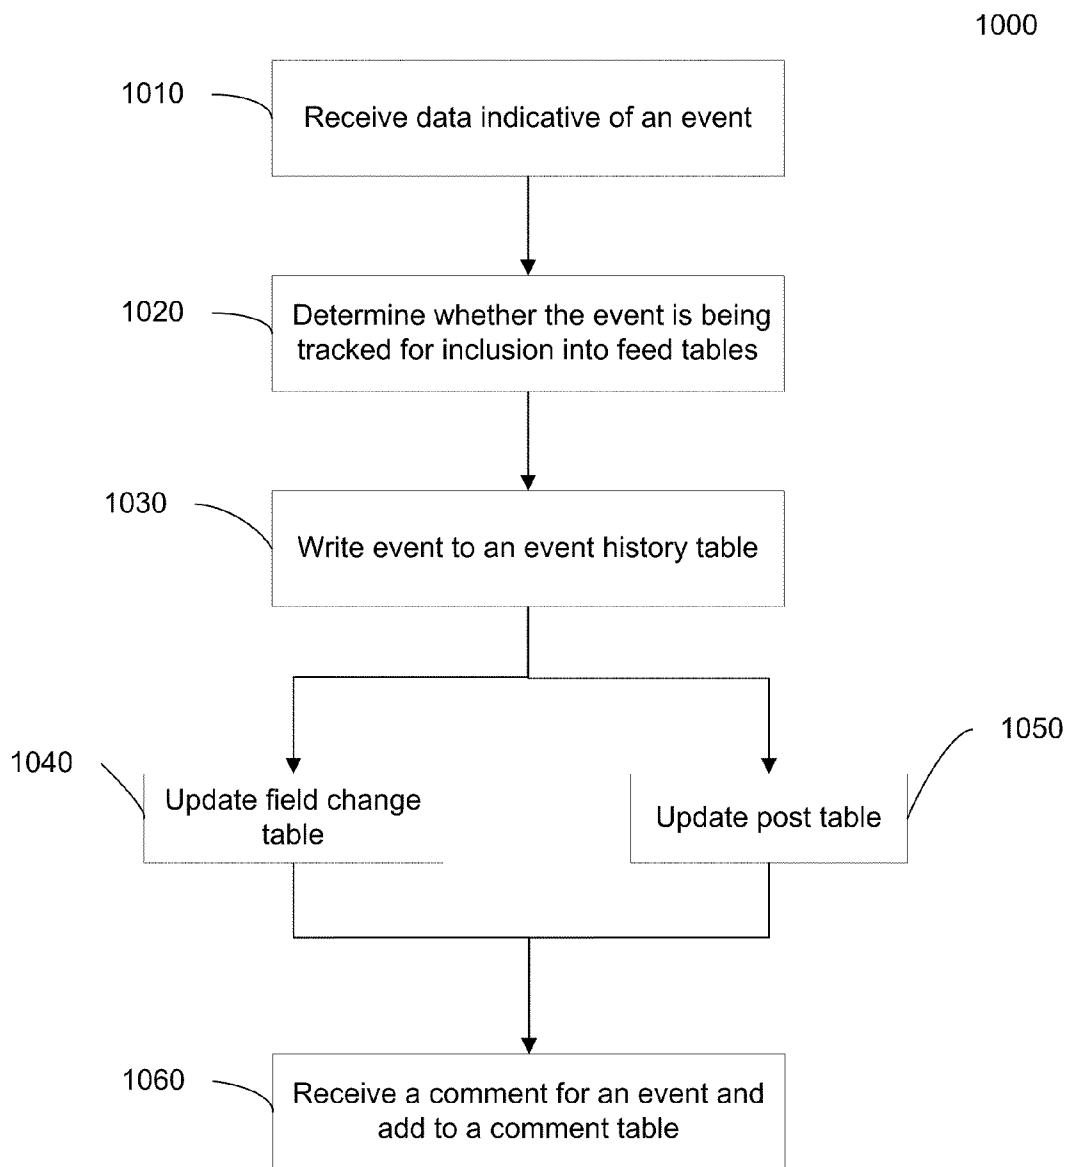 1000
1010
Receive data indicative of an event
1020
Determine whether the event is being
tracked for inclusion into feed tables
1030
Write event to an event history table
1040
Update field change
table
1050
Update post table
1060
Receive a comment for an event and
add to a comment table